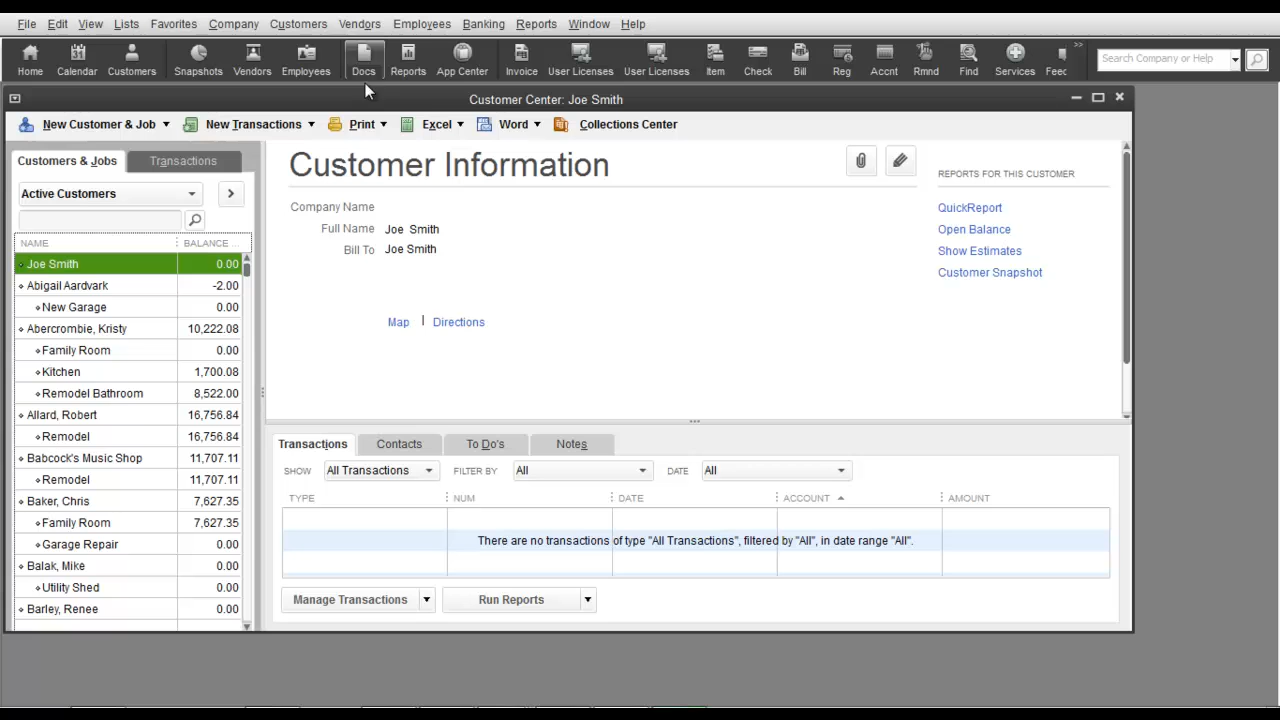 File Edit View Lists Favorites Company Customers Vendors Employees Banking Reports Window Help
Home Calendar Customers Snapshots Vendors Employees Docs Reports App Center Invoice User Licenses User Licenses Item Check Bill Reg Accnt Rmnd Find Services Feec Search Company or Help
Customer Center: Joe Smith
New Customer & Job New Transactions Print Excel Word Collections Center
Customers & Jobs Transactions
Active Customers
NAME BALANCE ...
Joe Smith 0.00
Abigail Aardvark -2.00
New Garage 0.00
Abercrombie, Kristy 10,222.08
Family Room 0.00
Kitchen 1,700.08
Remodel Bathroom 8,522.00
Allard, Robert 16,756.84
Remodel 16,756.84
Babcock's Music Shop 11,707.11
Remodel 11,707.11
Baker, Chris 7,627.35
Family Room 7,627.35
Garage Repair 0.00
Balak, Mike 0.00
Utility Shed 0.00
Barley, Renee 0.00
Customer Information
Company Name
Full Name Joe Smith
Bill To Joe Smith
Map | Directions
REPORTS FOR THIS CUSTOMER
QuickReport
Open Balance
Show Estimates
Customer Snapshot
Transactions Contacts To Do's Notes
SHOW All Transactions FILTER BY All DATE All
TYPE NUM DATE ACCOUNT AMOUNT
There are no transactions of type "All Transactions", filtered by "All", in date range "All".
Manage Transactions Run Reports